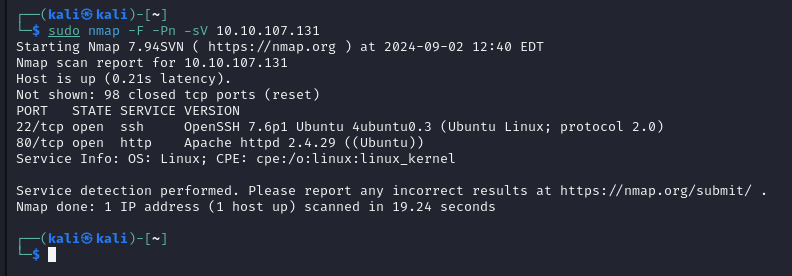 ┌──(kali㉿kali)-[~]
└─$ sudo nmap -F -Pn -sV 10.10.107.131
Starting Nmap 7.94SVN ( https://nmap.org ) at 2024-09-02 12:40 EDT
Nmap scan report for 10.10.107.131
Host is up (0.21s latency).
Not shown: 98 closed tcp ports (reset)
PORT   STATE SERVICE VERSION
22/tcp open  ssh     OpenSSH 7.6p1 Ubuntu 4ubuntu0.3 (Ubuntu Linux; protocol 2.0)
80/tcp open  http    Apache httpd 2.4.29 ((Ubuntu))
Service Info: OS: Linux; CPE: cpe:/o:linux:linux_kernel

Service detection performed. Please report any incorrect results at https://nmap.org/submit/ .
Nmap done: 1 IP address (1 host up) scanned in 19.24 seconds

┌──(kali㉿kali)-[~]
└─$